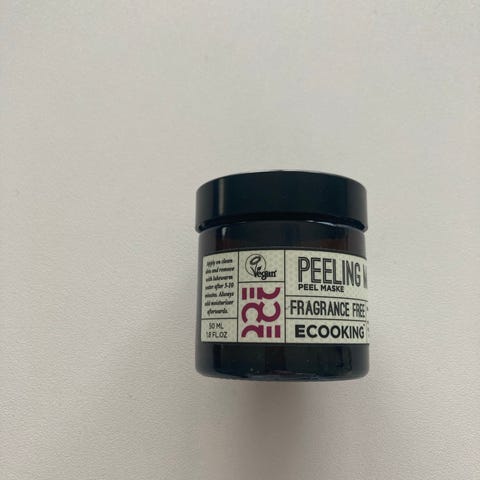 Apply on clean
skin and remove
with lukewarm
water after 5-10
minutes. Always
add moisturiser
afterwards.
50 ML
1.8 FL.OZ
Vegan
PEELING M
PEEL MASKE
FRAGRANCE FREE
ECOOKING